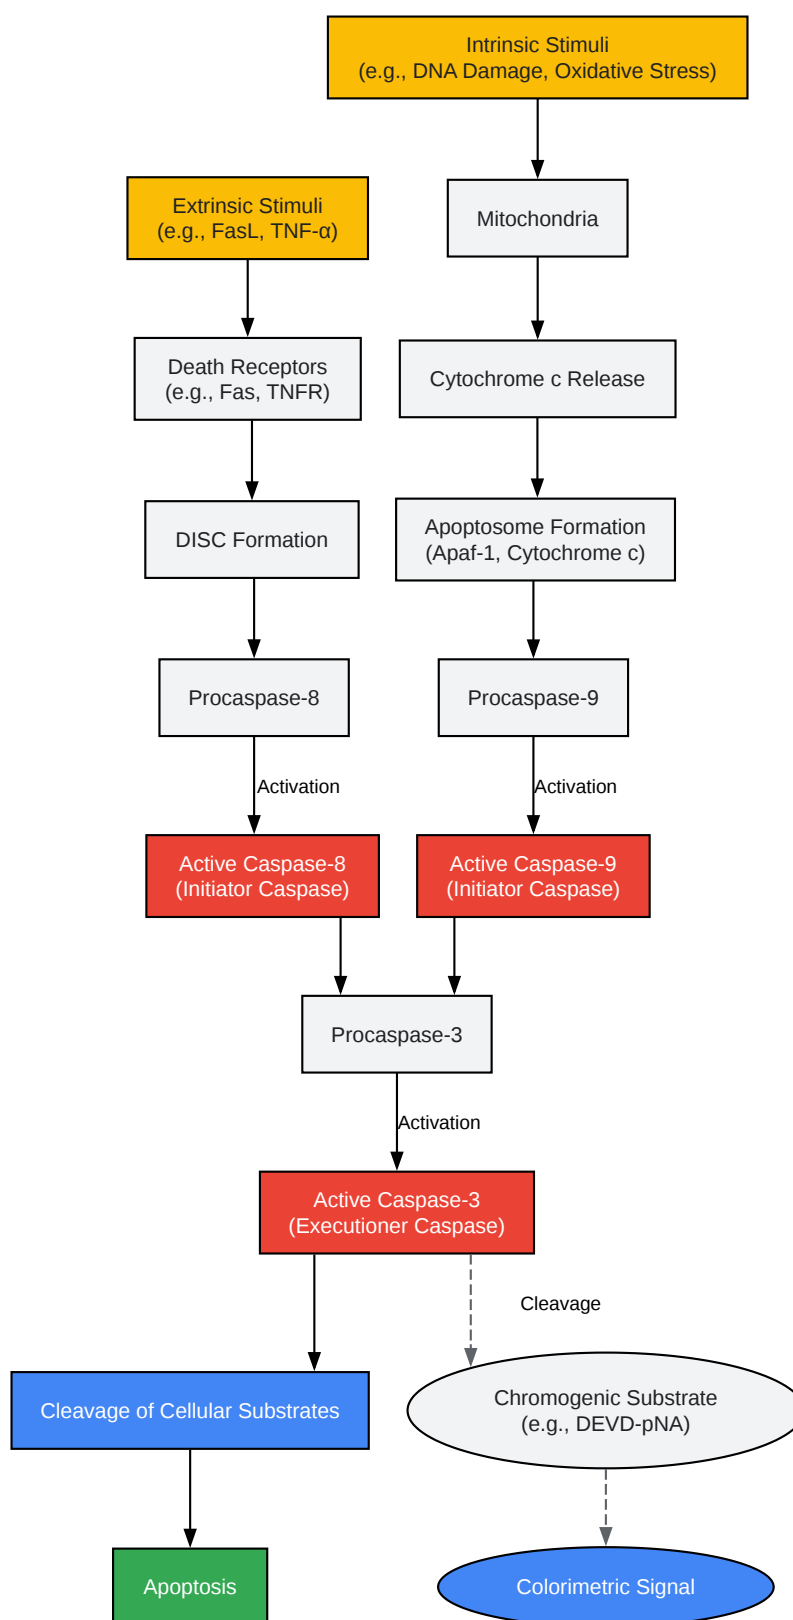 Intrinsic Stimuli
(e.g., DNA Damage, Oxidative Stress)
Extrinsic Stimuli
(e.g., FasL, TNF-α)
Mitochondria
Death Receptors
(e.g., Fas, TNFR)
Cytochrome c Release
DISC Formation
Apoptosome Formation
(Apaf-1, Cytochrome c)
Procaspase-8
Procaspase-9
Activation
Activation
Active Caspase-8
(Initiator Caspase)
Active Caspase-9
(Initiator Caspase)
Procaspase-3
Activation
Active Caspase-3
(Executioner Caspase)
Cleavage
Cleavage of Cellular Substrates
Chromogenic Substrate
(e.g., DEVD-pNA)
Apoptosis
Colorimetric Signal